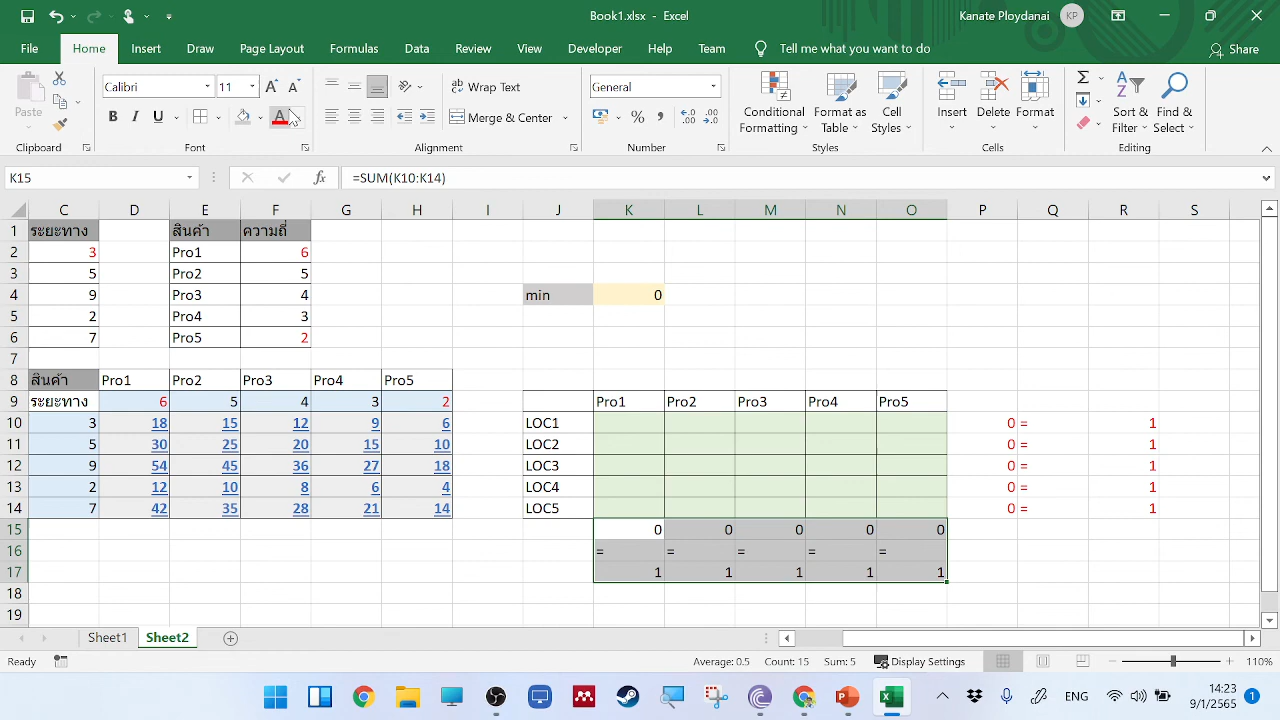 Book1.xlsx - Excel
Kanate Ploydanai KP
File Home Insert Draw Page Layout Formulas Data Review View Developer Help Team Tell me what you want to do Share
Paste
Clipboard
Calibri 11
B I U
Font
Wrap Text
Merge & Center
Alignment
General
Number
Conditional Formatting
Format as Table
Cell Styles
Styles
Insert Delete Format
Cells
Sort & Filter
Find & Select
Editing
K15 fx =SUM(K10:K14)
C D E F G H I J K L M N O P Q R S
1 ระยะทาง สินค้า ความถี่
2 3 Pro1 6
3 5 Pro2 5
4 9 Pro3 4 min 0
5 2 Pro4 3
6 7 Pro5 2
7
8 สินค้า Pro1 Pro2 Pro3 Pro4 Pro5
9 ระยะทาง 6 5 4 3 2 Pro1 Pro2 Pro3 Pro4 Pro5
10 3 18 15 12 9 6 LOC1 0 = 1
11 5 30 25 20 15 10 LOC2 0 = 1
12 9 54 45 36 27 18 LOC3 0 = 1
13 2 12 10 8 6 4 LOC4 0 = 1
14 7 42 35 28 21 14 LOC5 0 = 1
15 0 0 0 0 0
16 = = = = =
17 1 1 1 1 1
18
19
Sheet1 Sheet2
Ready Average: 0.5 Count: 15 Sum: 5 Display Settings 110%
ENG 14:23
9/1/2565 1